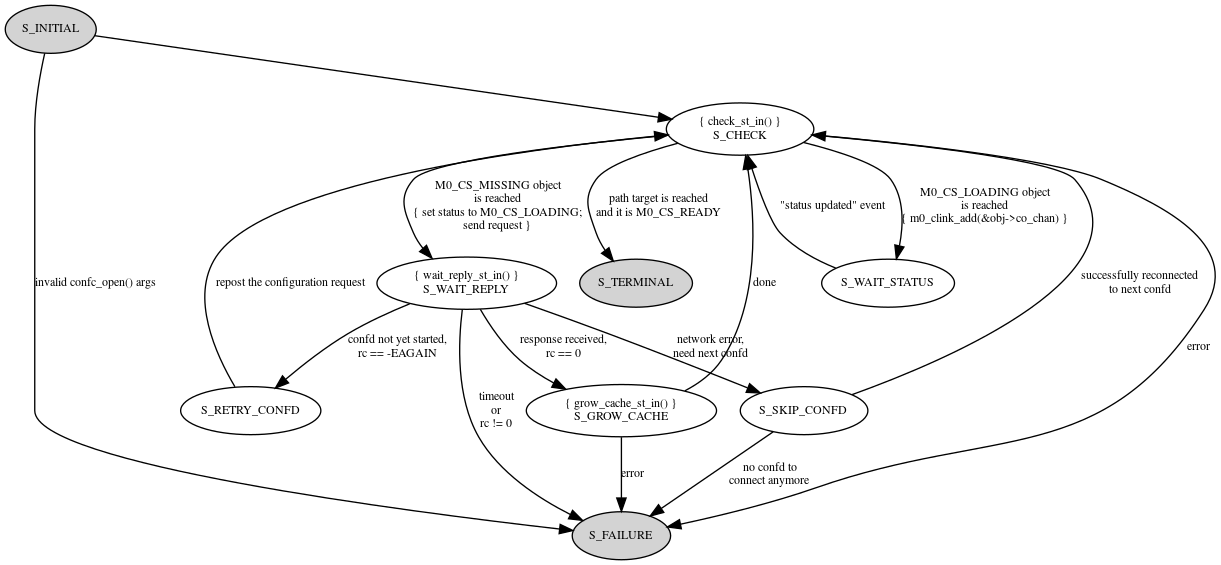 S_INITIAL
{ check_st_in() }
S_CHECK
M0_CS_MISSING object
is reached
{ set status to M0_CS_LOADING;
send request }
path target is reached
and it is M0_CS_READY
"status updated" event
M0_CS_LOADING object
is reached
{ m0_clink_add(&obj->co_chan) }
invalid confc_open() args
repost the configuration request
{ wait_reply_st_in() }
S_WAIT_REPLY
S_TERMINAL
done
S_WAIT_STATUS
successfully reconnected
to next confd
confd not yet started,
rc == -EAGAIN
response received,
rc == 0
network error,
need next confd
error
S_RETRY_CONFD
timeout
or
rc != 0
{ grow_cache_st_in() }
S_GROW_CACHE
S_SKIP_CONFD
error
no confd to
connect anymore
S_FAILURE